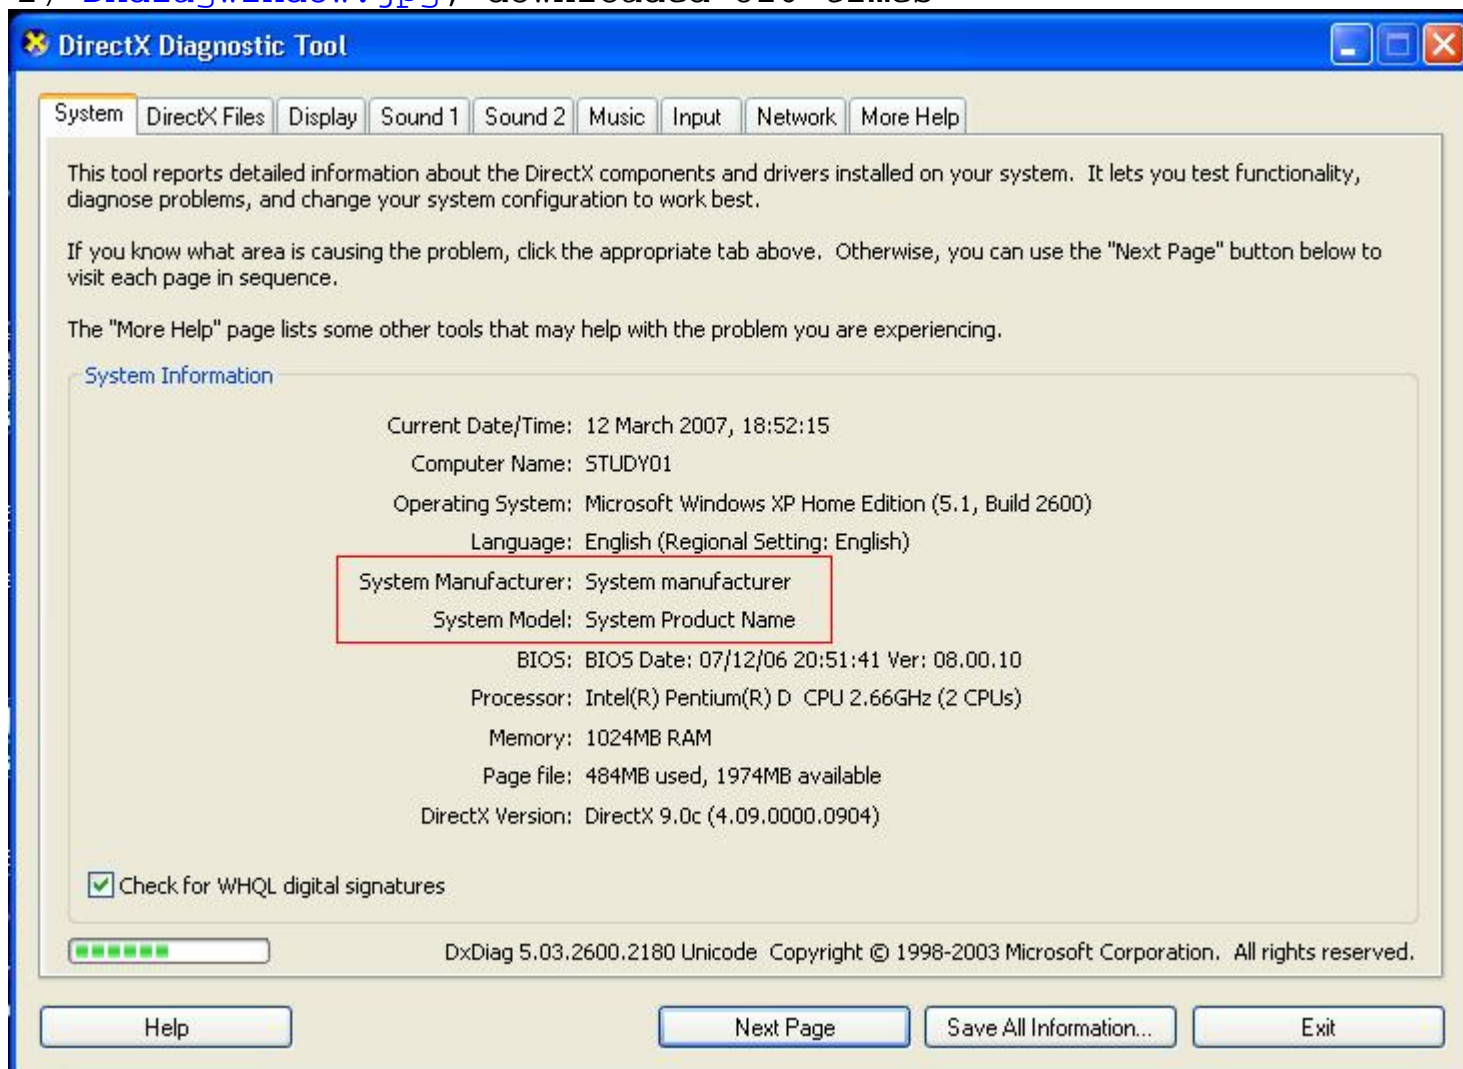 DxdiagWindow.jpg, downloaded 616 times
DirectX Diagnostic Tool
System DirectX Files Display Sound 1 Sound 2 Music Input Network More Help
This tool reports detailed information about the DirectX components and drivers installed on your system. It lets you test functionality,
diagnose problems, and change your system configuration to work best.
If you know what area is causing the problem, click the appropriate tab above. Otherwise, you can use the "Next Page" button below to
visit each page in sequence.
The "More Help" page lists some other tools that may help with the problem you are experiencing.
System Information
Current Date/Time: 12 March 2007, 18:52:15
Computer Name: STUDY01
Operating System: Microsoft Windows XP Home Edition (5.1, Build 2600)
Language: English (Regional Setting: English)
System Manufacturer: System manufacturer
System Model: System Product Name
BIOS: BIOS Date: 07/12/06 20:51:41 Ver: 08.00.10
Processor: Intel(R) Pentium(R) D CPU 2.66GHz (2 CPUs)
Memory: 1024MB RAM
Page file: 484MB used, 1974MB available
DirectX Version: DirectX 9.0c (4.09.0000.0904)
Check for WHQL digital signatures
DxDiag 5.03.2600.2180 Unicode Copyright © 1998-2003 Microsoft Corporation. All rights reserved.
Help Next Page Save All Information... Exit